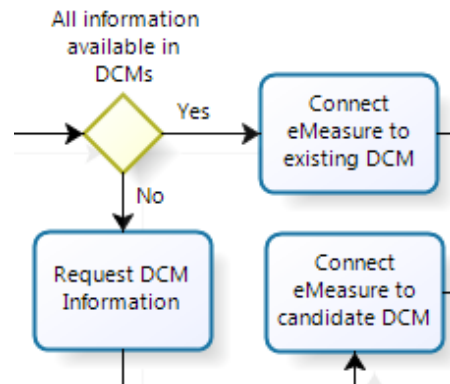 All information
available in
DCMs
Yes
Connect
eMeasure to
existing DCM
No
Request DCM
Information
Connect
eMeasure to
candidate DCM